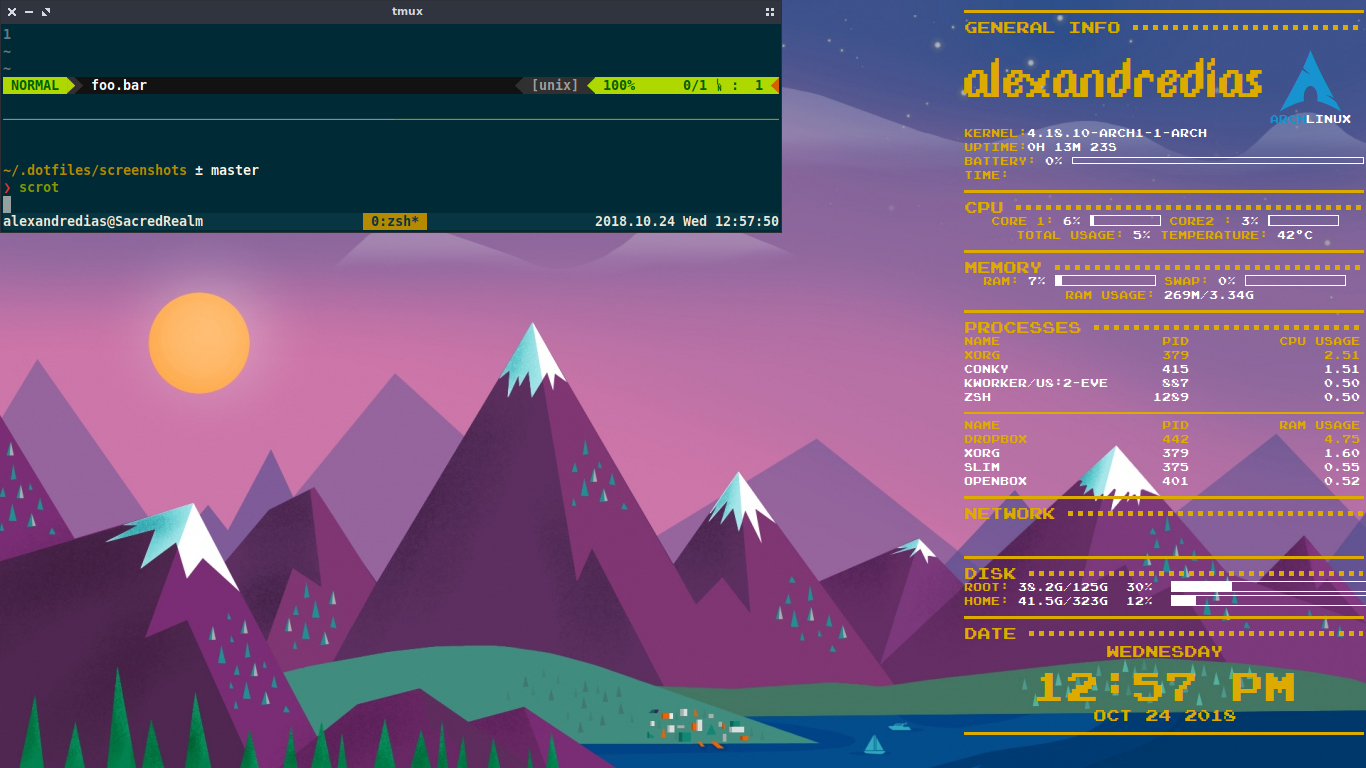 tmux
1
~
~
NORMAL foo.bar [unix] 100% 0/1 ㏑ : 1
~/.dotfiles/screenshots ± master
❯ scrot
alexandredias@SacredRealm 0:zsh* 2018.10.24 Wed 12:57:50
GENERAL INFO
alexandredias
ARCHLINUX
KERNEL:4.18.10-ARCH1-1-ARCH
UPTIME:0H 13M 23S
BATTERY: 0%
TIME:
CPU
CORE 1: 6% CORE2 : 3%
TOTAL USAGE: 5% TEMPERATURE: 42°C
MEMORY
RAM: 7% SWAP: 0%
RAM USAGE: 269M/3.34G
PROCESSES
NAME PID CPU USAGE
XORG 379 2.51
CONKY 415 1.51
KWORKER/U8:2-EVE 887 0.50
ZSH 1289 0.50
NAME PID RAM USAGE
DROPBOX 442 4.75
XORG 379 1.60
SLIM 375 0.55
OPENBOX 401 0.52
NETWORK
DISK
ROOT: 38.2G/125G 30%
HOME: 41.5G/323G 12%
DATE
WEDNESDAY
12:57 PM
OCT 24 2018